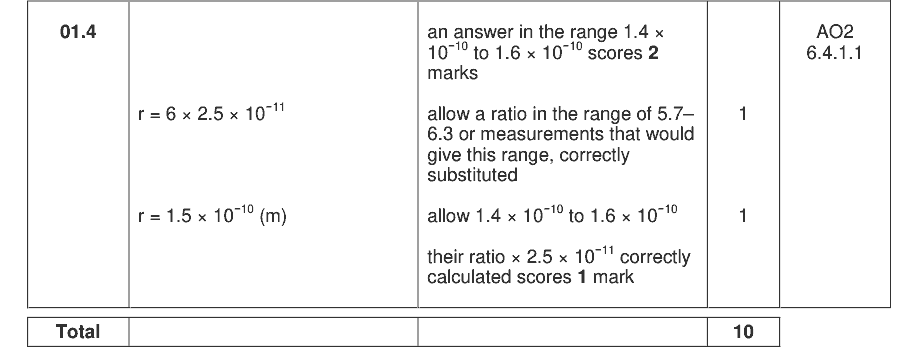 01.4
an answer in the range 1.4 ×
10⁻¹⁰ to 1.6 × 10⁻¹⁰ scores 2
marks
AO2
6.4.1.1
r = 6 × 2.5 × 10⁻¹¹
allow a ratio in the range of 5.7–
6.3 or measurements that would
give this range, correctly
substituted
1
r = 1.5 × 10⁻¹⁰ (m)
allow 1.4 × 10⁻¹⁰ to 1.6 × 10⁻¹⁰
1
their ratio × 2.5 × 10⁻¹¹ correctly
calculated scores 1 mark
Total
10